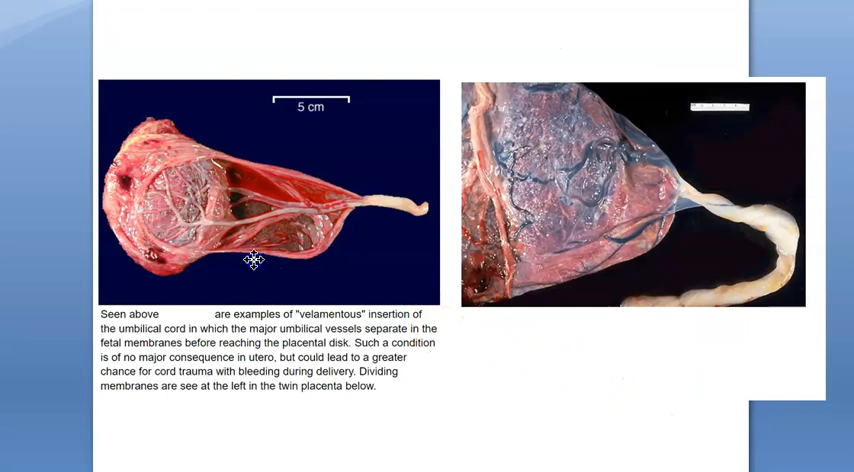 5 cm
Seen above are examples of "velamentous" insertion of
the umbilical cord in which the major umbilical vessels separate in the
fetal membranes before reaching the placental disk. Such a condition
is of no major consequence in utero, but could lead to a greater
chance for cord trauma with bleeding during delivery. Dividing
membranes are see at the left in the twin placenta below.